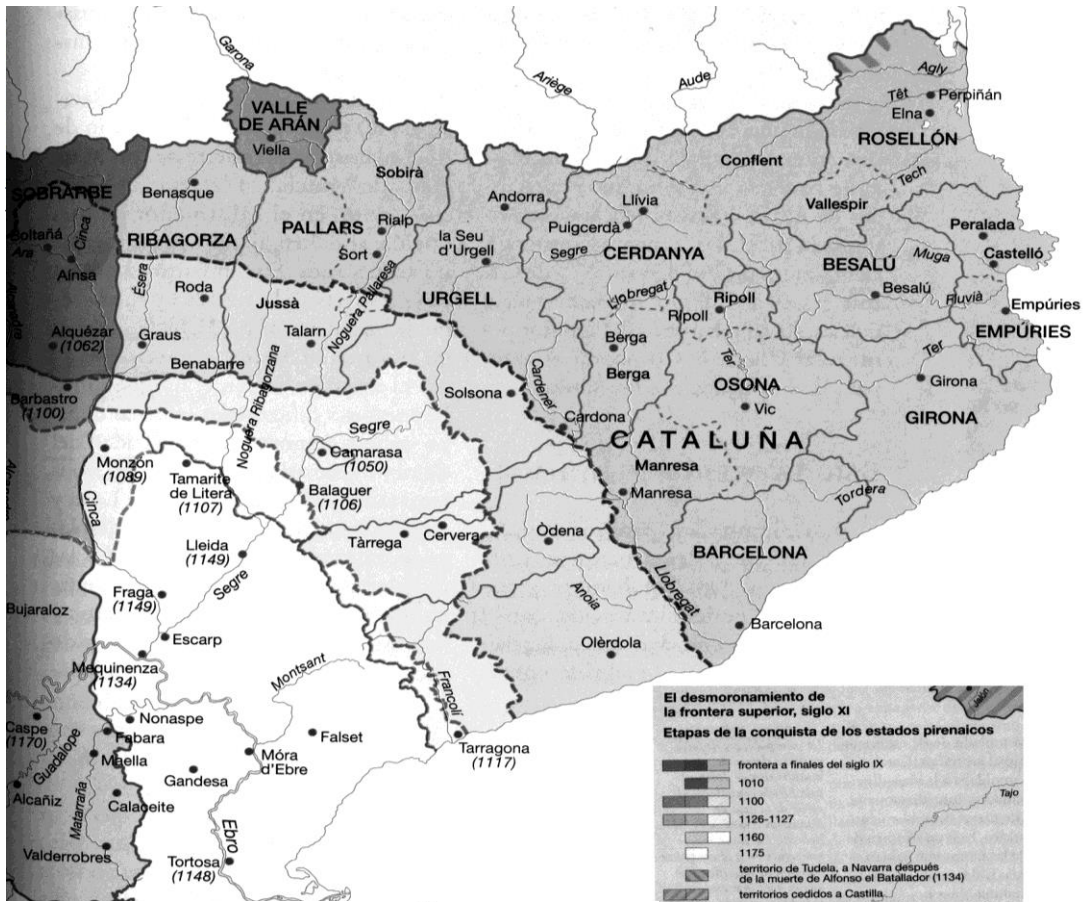 Garona
Ariège
Aude
Agly
Têt
Perpiñán
Elna
ROSELLÓN
VALLE
DE ARÁN
Viella
Conflent
Tech
Vallespir
SOBRARBE
Benasque
Sobirà
Andorra
Llívia
Puigcerdà
CERDANYA
Segre
Peralada
Castelló
Boltañá
Cinca
Ara
Aínsa
RIBAGORZA
PALLARS
Rialp
Sort
la Seu
d'Urgell
BESALÚ
Muga
Besalú
Fluvià
Empúries
EMPÚRIES
Ésera
Roda
Jussà
Noguera Pallaresa
URGELL
Llobregat
Ripoll
Ripoll
Alquézar
(1062)
Graus
Talarn
Benabarre
Noguera Ribagorzana
Berga
Berga
Ter
Ter
Girona
GIRONA
OSONA
Vic
Barbastro
(1100)
Solsona
Cardener
Cardona
CATALUÑA
Segre
Camarasa
(1050)
Monzón
(1089)
Tamarite
de Litera
(1107)
Balaguer
(1106)
Manresa
Manresa
Tordera
Cinca
Lleida
(1149)
Tàrrega
Cervera
Òdena
BARCELONA
Fraga
(1149)
Segre
Anoia
Llobregat
Barcelona
Bujaraloz
Escarp
Olèrdola
Mequinenza
(1134)
Montsant
Francolí
Caspe
(1170)
Guadalope
Nonaspe
Fabara
Maella
Falset
Móra
d'Ebre
Tarragona
(1117)
Gandesa
Alcañiz
Matarraña
Calaceite
Ebro
Valderrobres
Tortosa
(1148)
El desmoronamiento de
la frontera superior, siglo XI
Jalón
Etapas de la conquista de los estados pirenaicos
frontera a finales del siglo IX
1010
1100
1126-1127
1160
1175
territorio de Tudela, a Navarra después
de la muerte de Alfonso el Batallador (1134)
territorios cedidos a Castilla
Tajo